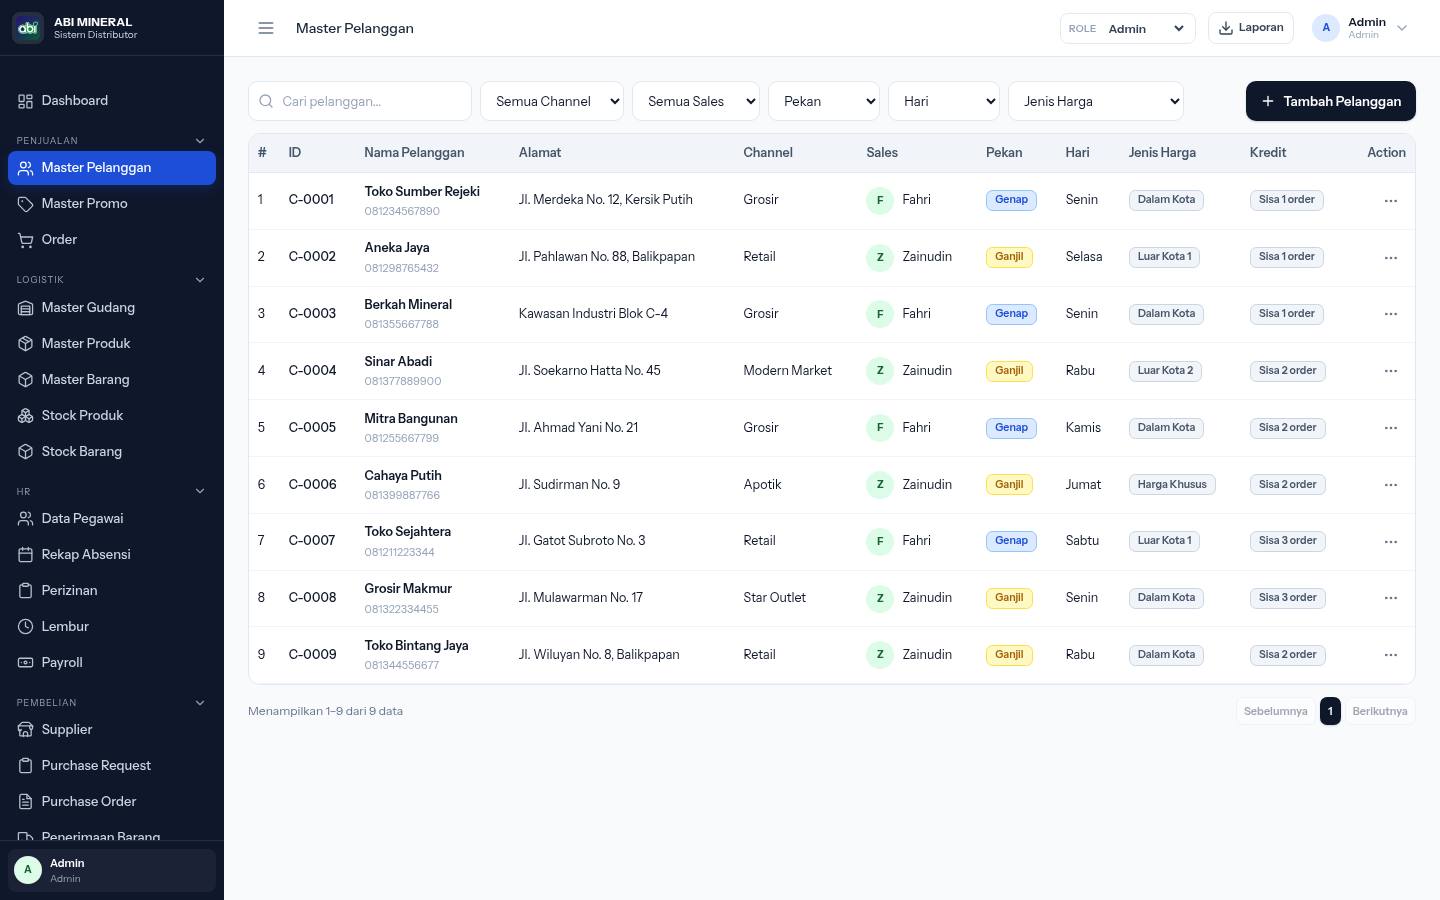 abi
ABI MINERAL
Sistem Distributor
Dashboard
PENJUALAN
Master Pelanggan
Master Promo
Order
LOGISTIK
Master Gudang
Master Produk
Master Barang
Stock Produk
Stock Barang
HR
Data Pegawai
Rekap Absensi
Perizinan
Lembur
Payroll
PEMBELIAN
Supplier
Purchase Request
Purchase Order
Penerimaan Barang
A
Admin
Admin
Master Pelanggan
ROLE Admin
Laporan
A
Admin
Admin
Cari pelanggan...
Semua Channel
Semua Sales
Pekan
Hari
Jenis Harga
Tambah Pelanggan
# ID Nama Pelanggan Alamat Channel Sales Pekan Hari Jenis Harga Kredit Action
1 C-0001 Toko Sumber Rejeki Jl. Merdeka No. 12, Kersik Putih Grosir F Fahri Genap Senin Dalam Kota Sisa 1 order ...
081234567890
2 C-0002 Aneka Jaya Jl. Pahlawan No. 88, Balikpapan Retail Z Zainudin Ganjil Selasa Luar Kota 1 Sisa 1 order ...
081298765432
3 C-0003 Berkah Mineral Kawasan Industri Blok C-4 Grosir F Fahri Genap Senin Dalam Kota Sisa 1 order ...
081355667788
4 C-0004 Sinar Abadi Jl. Soekarno Hatta No. 45 Modern Market Z Zainudin Ganjil Rabu Luar Kota 2 Sisa 2 order ...
081377889900
5 C-0005 Mitra Bangunan Jl. Ahmad Yani No. 21 Grosir F Fahri Genap Kamis Dalam Kota Sisa 2 order ...
081255667799
6 C-0006 Cahaya Putih Jl. Sudirman No. 9 Apotik Z Zainudin Ganjil Jumat Harga Khusus Sisa 2 order ...
081399887766
7 C-0007 Toko Sejahtera Jl. Gatot Subroto No. 3 Retail F Fahri Genap Sabtu Luar Kota 1 Sisa 3 order ...
081211223344
8 C-0008 Grosir Makmur Jl. Mulawarman No. 17 Star Outlet Z Zainudin Ganjil Senin Dalam Kota Sisa 3 order ...
081322334455
9 C-0009 Toko Bintang Jaya Jl. Wiluyan No. 8, Balikpapan Retail Z Zainudin Ganjil Rabu Dalam Kota Sisa 2 order ...
081344556677
Menampilkan 1–9 dari 9 data
Sebelumnya 1 Berikutnya